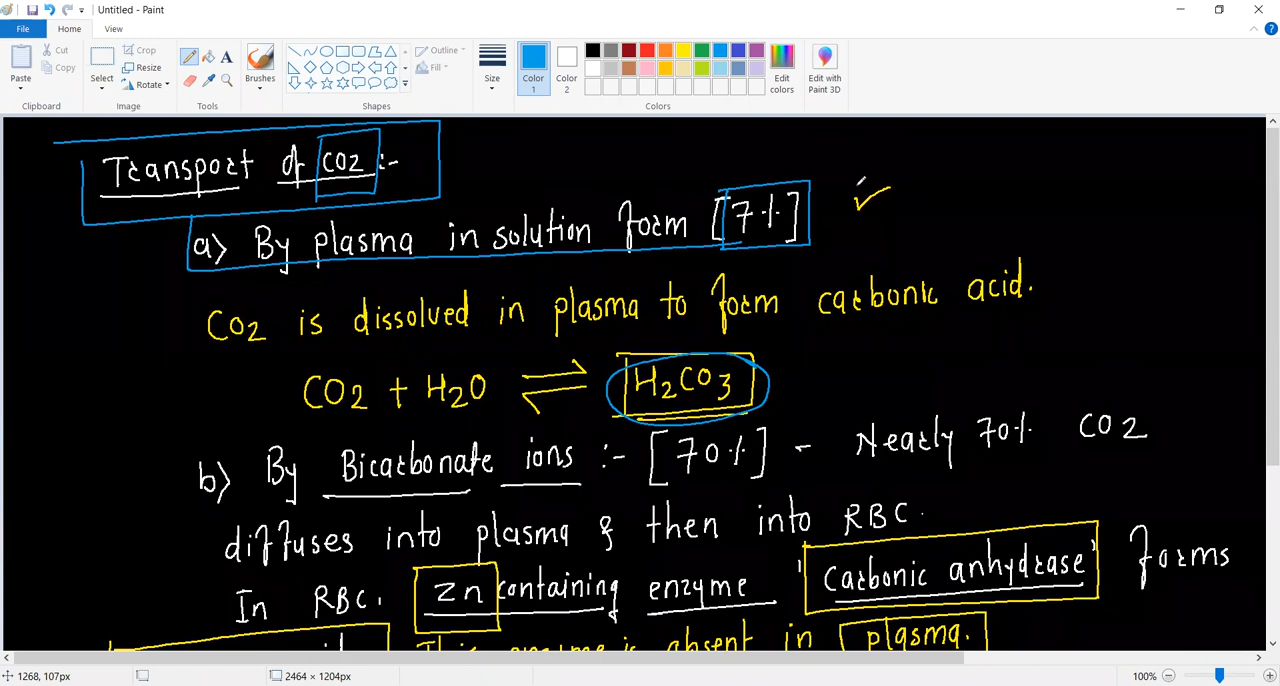 Untitled - Paint
File Home View
Paste Cut Copy Select Crop Resize Rotate Brushes Outline Fill Size Color 1 Color 2 Edit colors Edit with Paint 3D
Clipboard Image Tools Shapes Colors
Transport of CO2 :-
a) By plasma in solution form [7%]
CO2 is dissolved in plasma to form carbonic acid.
CO2 + H2O ⇌ H2CO3
b) By Bicarbonate ions :- [70%] - Nearly 70% CO2
diffuses into plasma & then into RBC.
In RBC. Zn containing enzyme 'Carbonic anhydrase' forms
This enzyme is absent in plasma.
1268, 107px 2464 × 1204px 100%